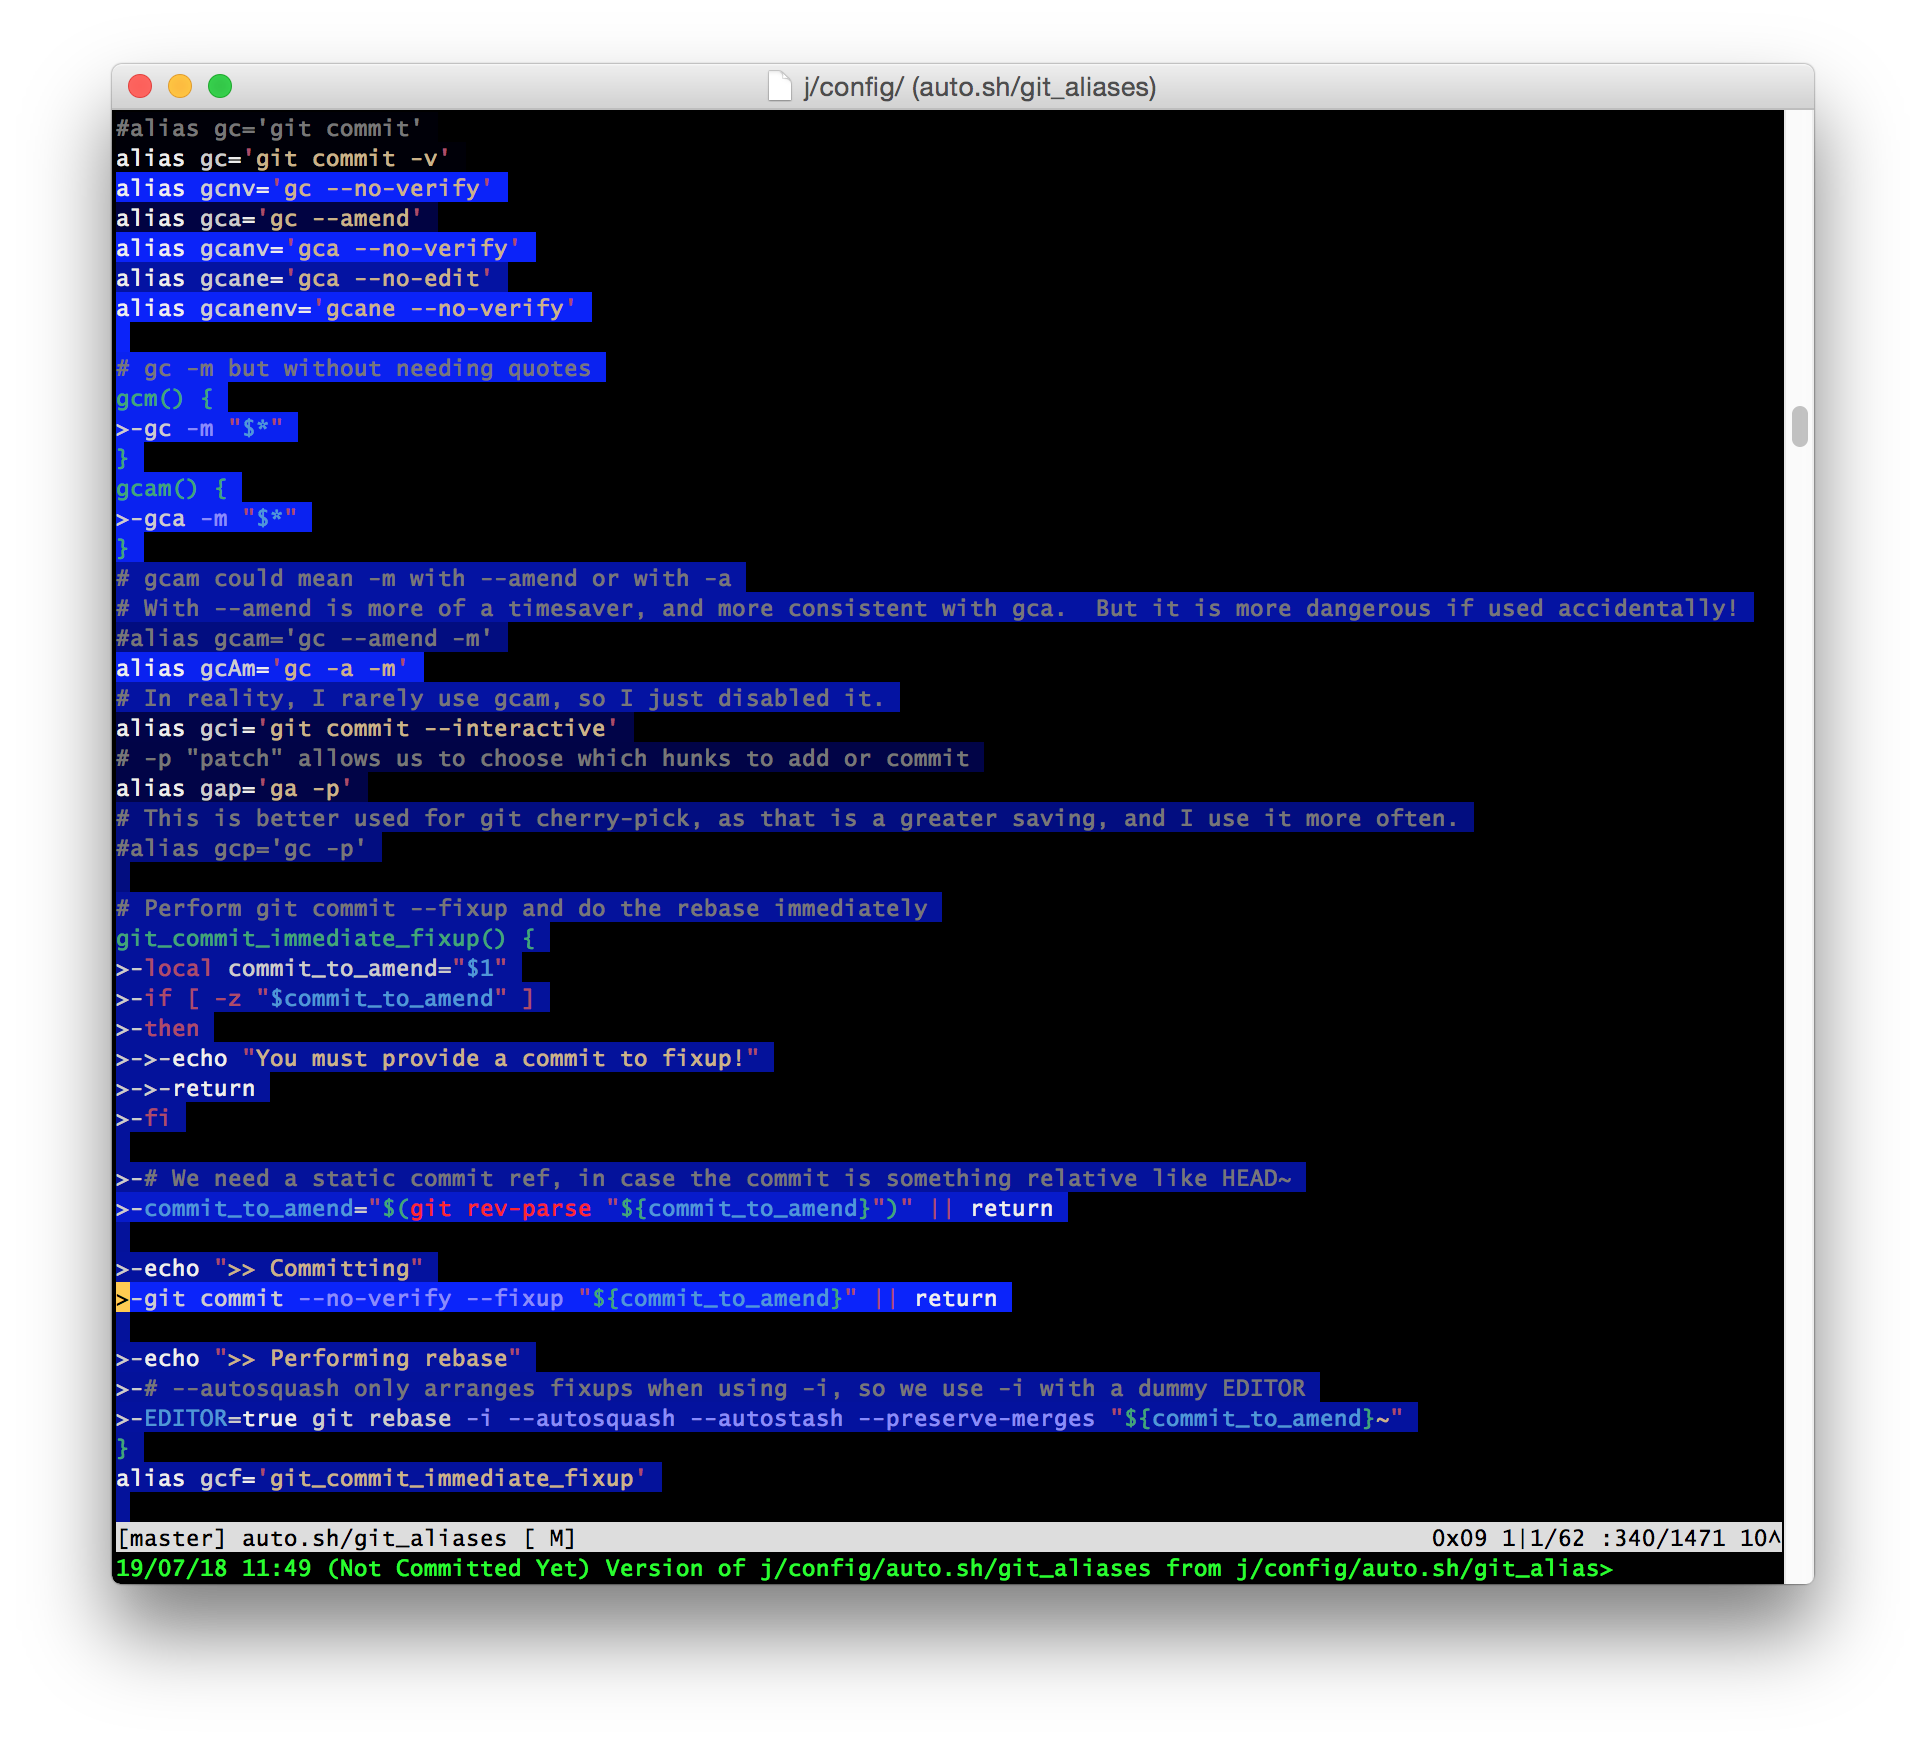 j/config/ (auto.sh/git_aliases)
#alias gc='git commit'
alias gc='git commit -v'
alias gcnv='gc --no-verify'
alias gca='gc --amend'
alias gcanv='gca --no-verify'
alias gcane='gca --no-edit'
alias gcanenv='gcane --no-verify'
# gc -m but without needing quotes
gcm() {
>-gc -m "$*"
}
gcam() {
>-gca -m "$*"
}
# gcam could mean -m with --amend or with -a
# With --amend is more of a timesaver, and more consistent with gca.  But it is more dangerous if used accidentally!
#alias gcam='gc --amend -m'
alias gcAm='gc -a -m'
# In reality, I rarely use gcam, so I just disabled it.
alias gci='git commit --interactive'
# -p "patch" allows us to choose which hunks to add or commit
alias gap='ga -p'
# This is better used for git cherry-pick, as that is a greater saving, and I use it more often.
#alias gcp='gc -p'
# Perform git commit --fixup and do the rebase immediately
git_commit_immediate_fixup() {
>-local commit_to_amend="$1"
>-if [ -z "$commit_to_amend" ]
>-then
>->-echo "You must provide a commit to fixup!"
>->-return
>-fi
>-# We need a static commit ref, in case the commit is something relative like HEAD~
>-commit_to_amend="$(git rev-parse "${commit_to_amend}")" || return
>-echo ">> Committing"
>-git commit --no-verify --fixup "${commit_to_amend}" || return
>-echo ">> Performing rebase"
>-# --autosquash only arranges fixups when using -i, so we use -i with a dummy EDITOR
>-EDITOR=true git rebase -i --autosquash --autostash --preserve-merges "${commit_to_amend}~"
}
alias gcf='git_commit_immediate_fixup'
[master] auto.sh/git_aliases [ M] 0x09 1|1/62 :340/1471 10^
19/07/18 11:49 (Not Committed Yet) Version of j/config/auto.sh/git_aliases from j/config/auto.sh/git_alias>